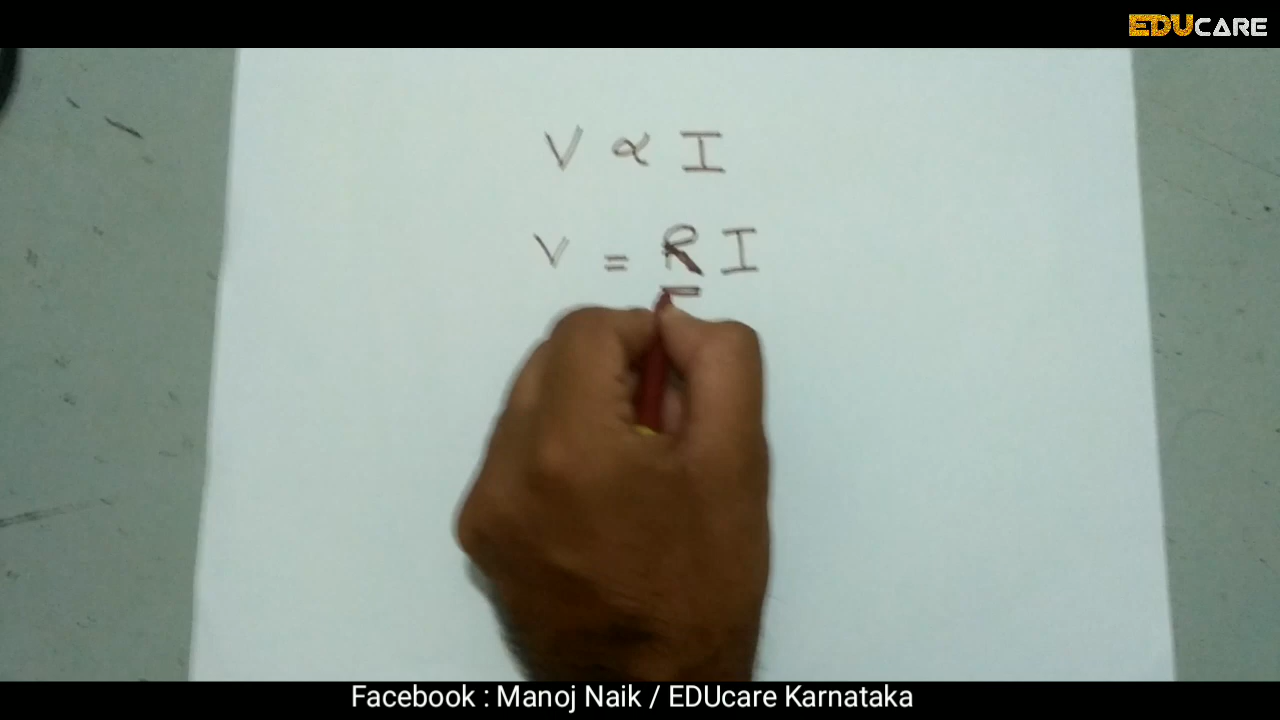 EDUCARE
V ∝ I
V = R I
Facebook : Manoj Naik / EDUcare Karnataka